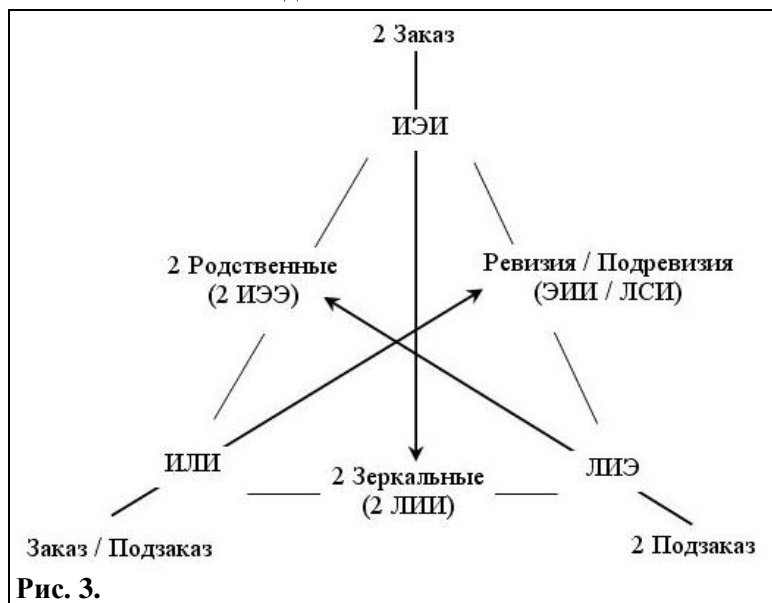 2 Заказ
ИЭИ
2 Родственные
(2 ИЭЭ)
Ревизия / Подревизия
(ЭИИ / ЛСИ)
ИЛИ
2 Зеркальные
(2 ЛИИ)
ЛИЭ
Заказ / Подзаказ
2 Подзаказ
Рис. 3.